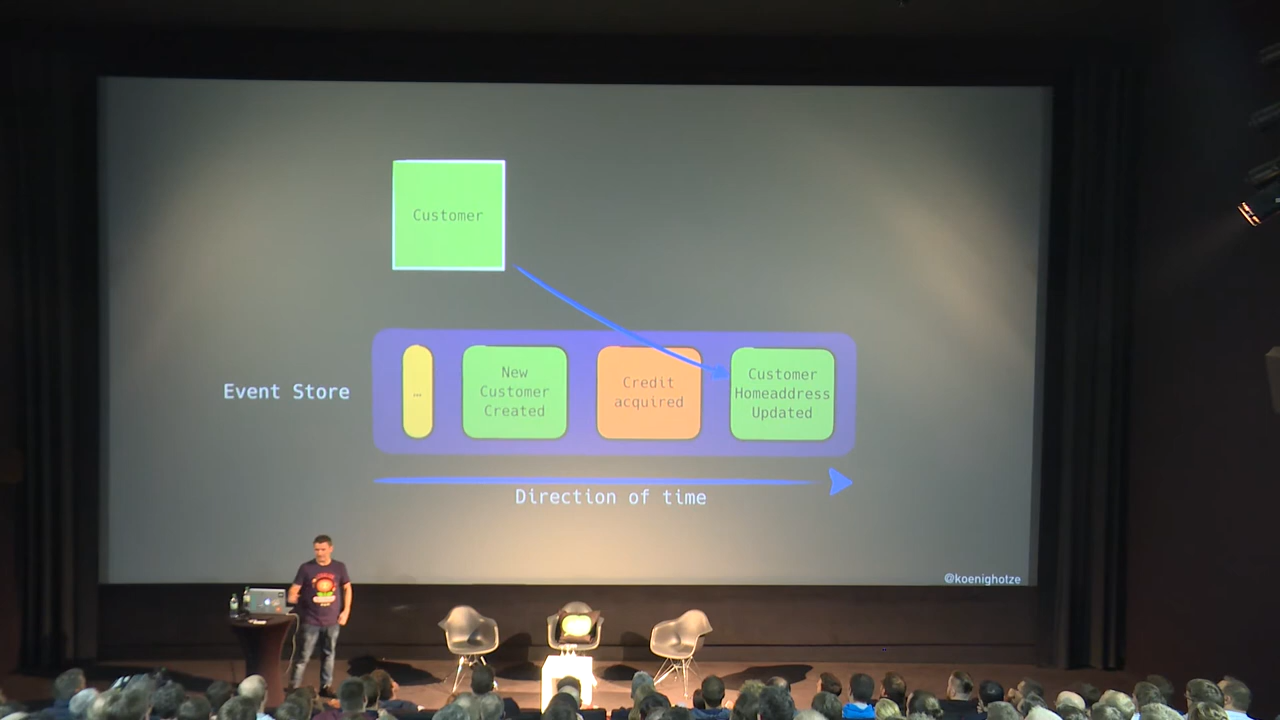 Customer
Event Store
...
New
Customer
Created
Credit
acquired
Customer
Homeaddress
Updated
Direction of time
@koenighotze